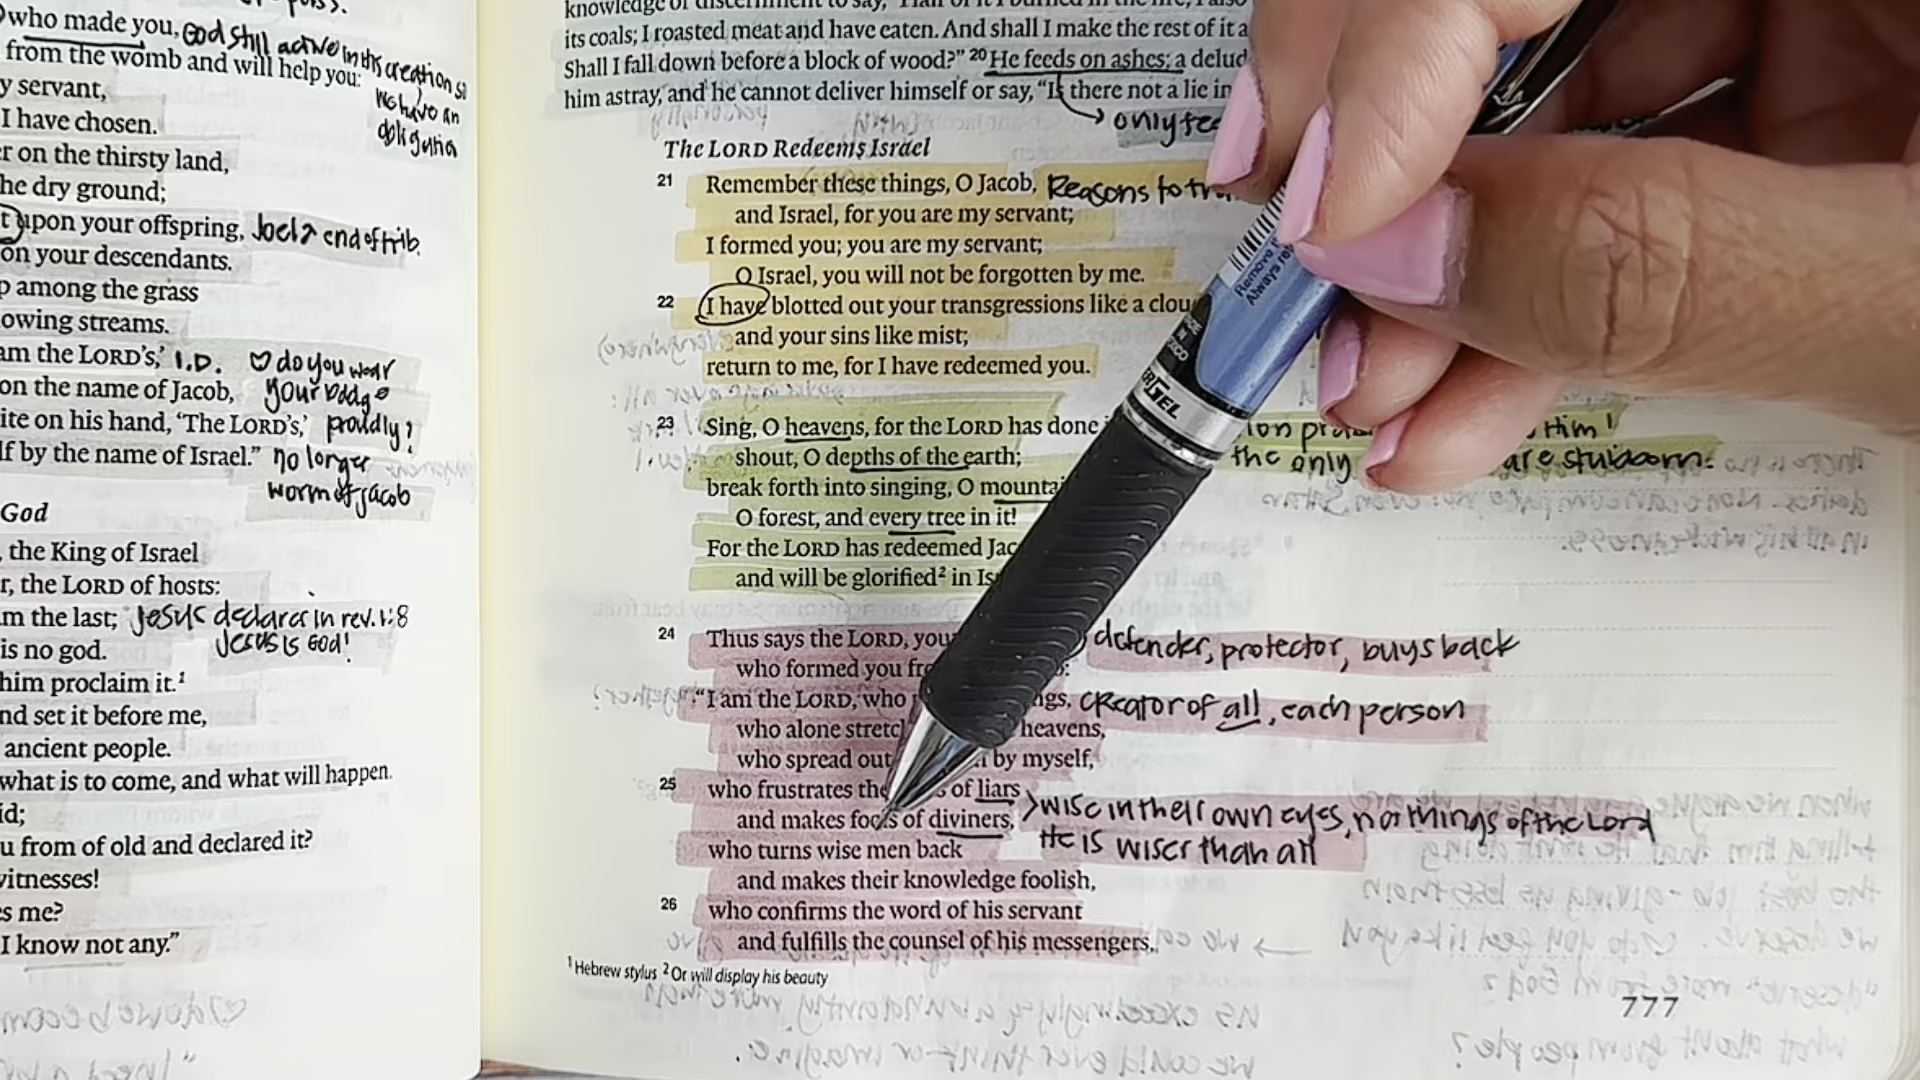 who made you, God still active in this creation so
from the womb and will help you: we have an
y servant, obligation
I have chosen.
r on the thirsty land,
he dry ground;
t upon your offspring, Joel → end of trib.
on your descendants.
p among the grass
owing streams.
am the LORD's,' I.D. ♡ do you wear
on the name of Jacob, your badge
ite on his hand, 'The LORD's,' proudly?
lf by the name of Israel." no longer
worm of jacob
God
, the King of Israel
r, the LORD of hosts:
m the last; Jesus declares in rev. 1:8
is no god. Jesus is God!
him proclaim it.¹
nd set it before me,
ancient people.
what is to come, and what will happen.
id;
u from of old and declared it?
vitnesses!
s me?
I know not any."
its coals; I roasted meat and have eaten. And shall I make the rest of it a
Shall I fall down before a block of wood?" 20 He feeds on ashes; a delud
him astray, and he cannot deliver himself or say, "Is there not a lie in
only
The LORD Redeems Israel
21 Remember these things, O Jacob, Reasons to
and Israel, for you are my servant;
I formed you; you are my servant;
O Israel, you will not be forgotten by me.
22 I have blotted out your transgressions like a clou
and your sins like mist;
return to me, for I have redeemed you.
23 Sing, O heavens, for the LORD has done
shout, O depths of the earth; the only are stubborn.
break forth into singing, O mountai
O forest, and every tree in it!
For the LORD has redeemed Jac
and will be glorified² in Is
24 Thus says the LORD, you defender, protector, buys back
who formed you
"I am the LORD, who ngs, creator of all, each person
who alone stretc heavens,
who spread out by myself,
25 who frustrates the s of liars
and makes fools of diviners, > wise in their own eyes, not things of the Lord
who turns wise men back He is wiser than all
and makes their knowledge foolish,
26 who confirms the word of his servant
and fulfills the counsel of his messengers,
¹ Hebrew stylus ² Or will display his beauty
777
GEL